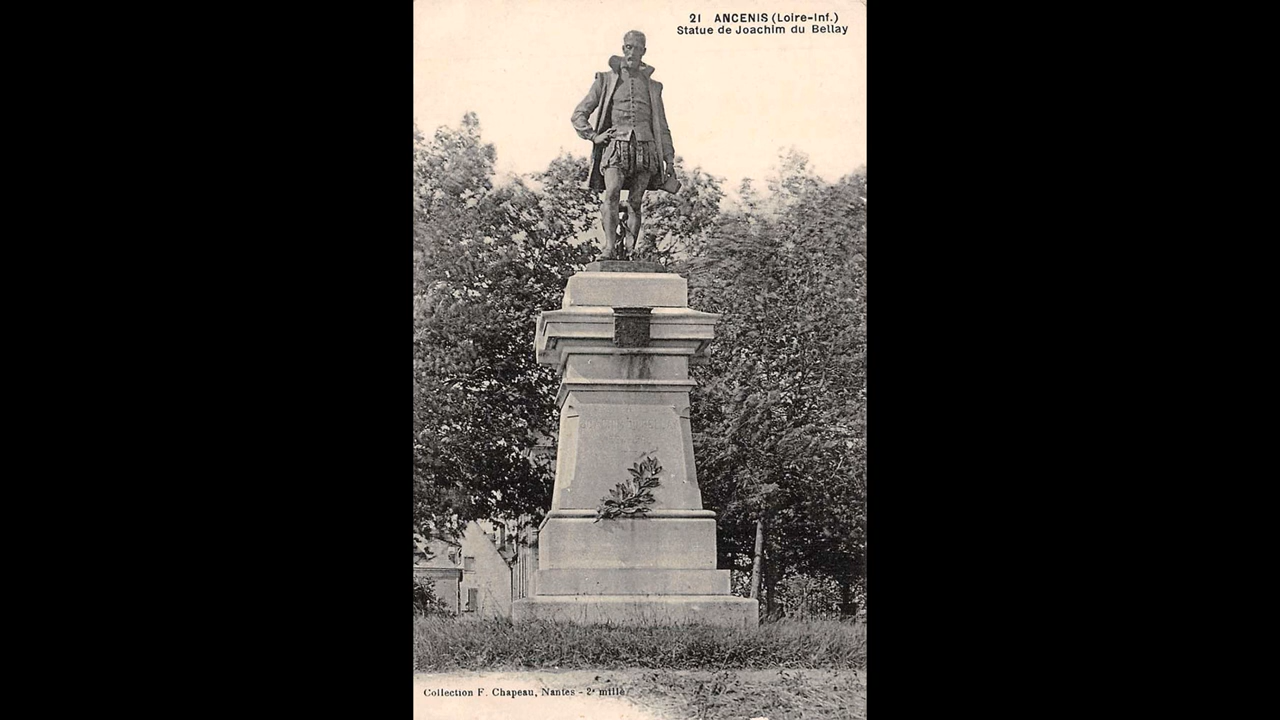 21 ANCENIS (Loire-Inf.)
Statue de Joachim du Bellay
Collection F. Chapeau, Nantes - 2e mille